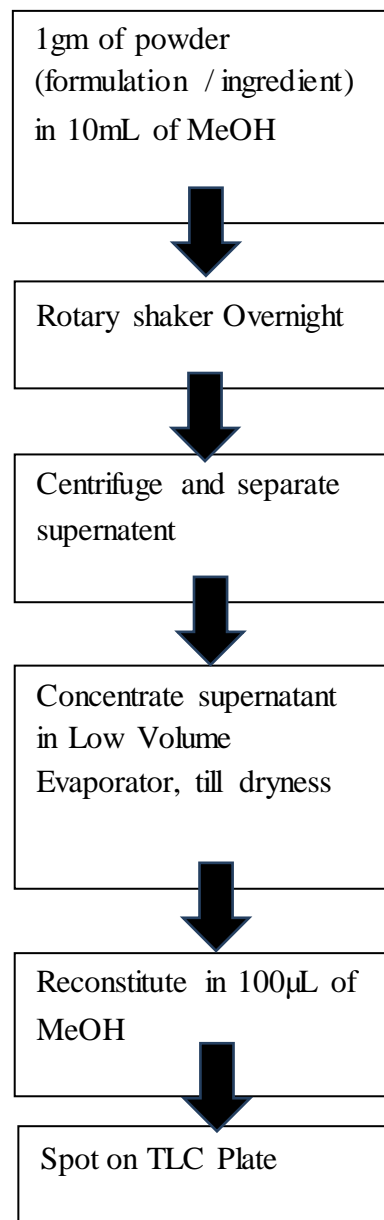 1gm of powder
(formulation / ingredient)
in 10mL of MeOH
Rotary shaker Overnight
Centrifuge and separate
supernatent
Concentrate supernatant
in Low Volume
Evaporator, till dryness
Reconstitute in 100μL of
MeOH
Spot on TLC Plate